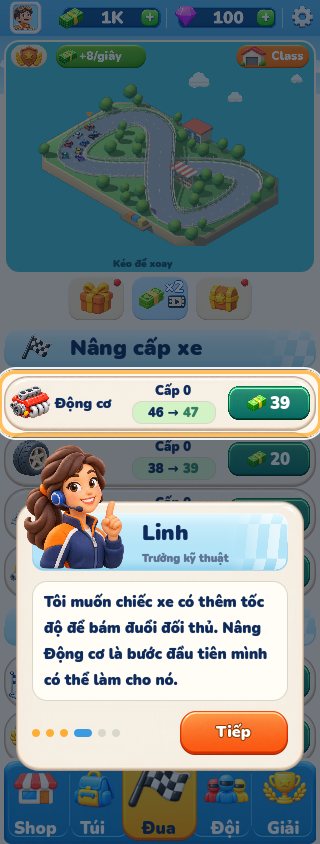 1K
100
+8/giây
Class
Kéo để xoay
x2
Nâng cấp xe
Động cơ
Cấp 0
46 → 47
39
Cấp 0
38 → 39
20
Linh
Trưởng kỹ thuật
Tôi muốn chiếc xe có thêm tốc
độ để bám đuổi đối thủ. Nâng
Động cơ là bước đầu tiên mình
có thể làm cho nó.
Tiếp
Shop
Túi
Đua
Đội
Giải